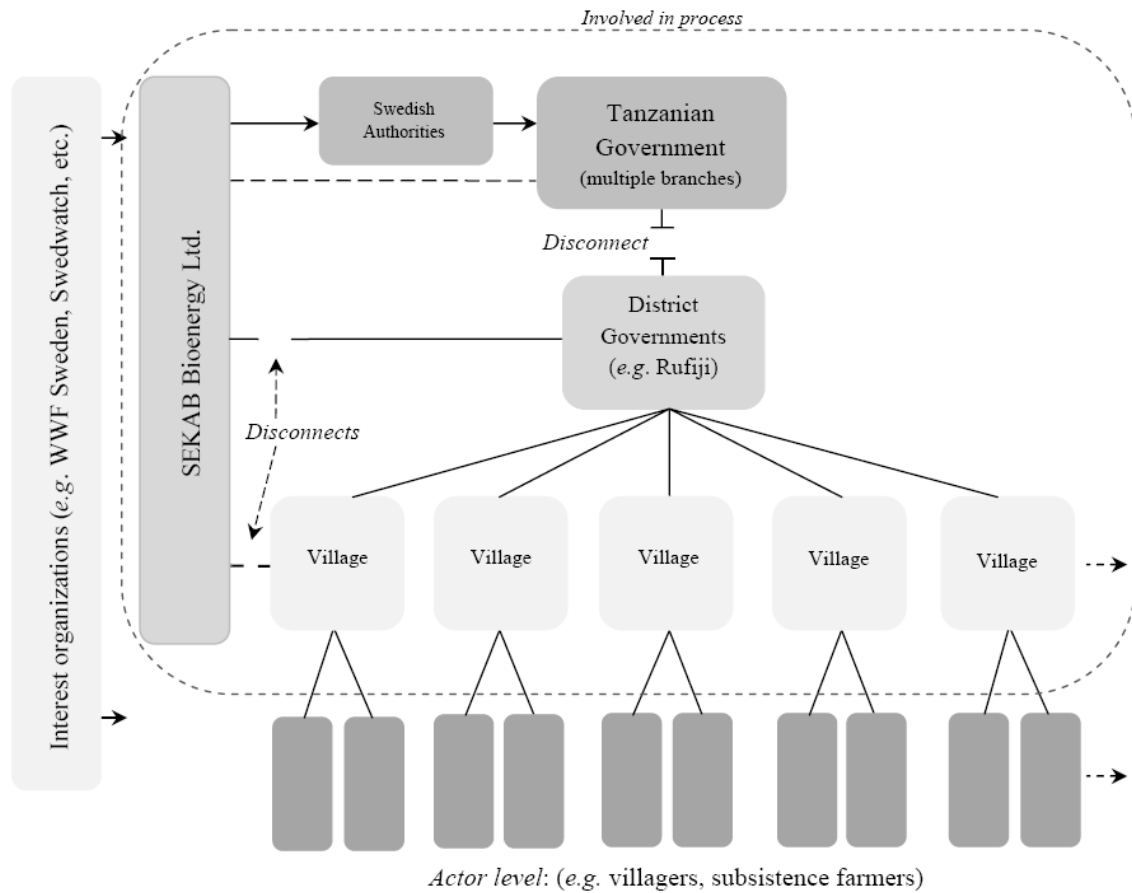 Involved in process
Interest organizations (e.g. WWF Sweden, Swedwatch, etc.)
SEKAB Bioenergy Ltd.
Swedish
Authorities
Tanzanian
Government
(multiple branches)
Disconnect
District
Governments
(e.g. Rufiji)
Disconnects
Village
Village
Village
Village
Village
Actor level: (e.g. villagers, subsistence farmers)